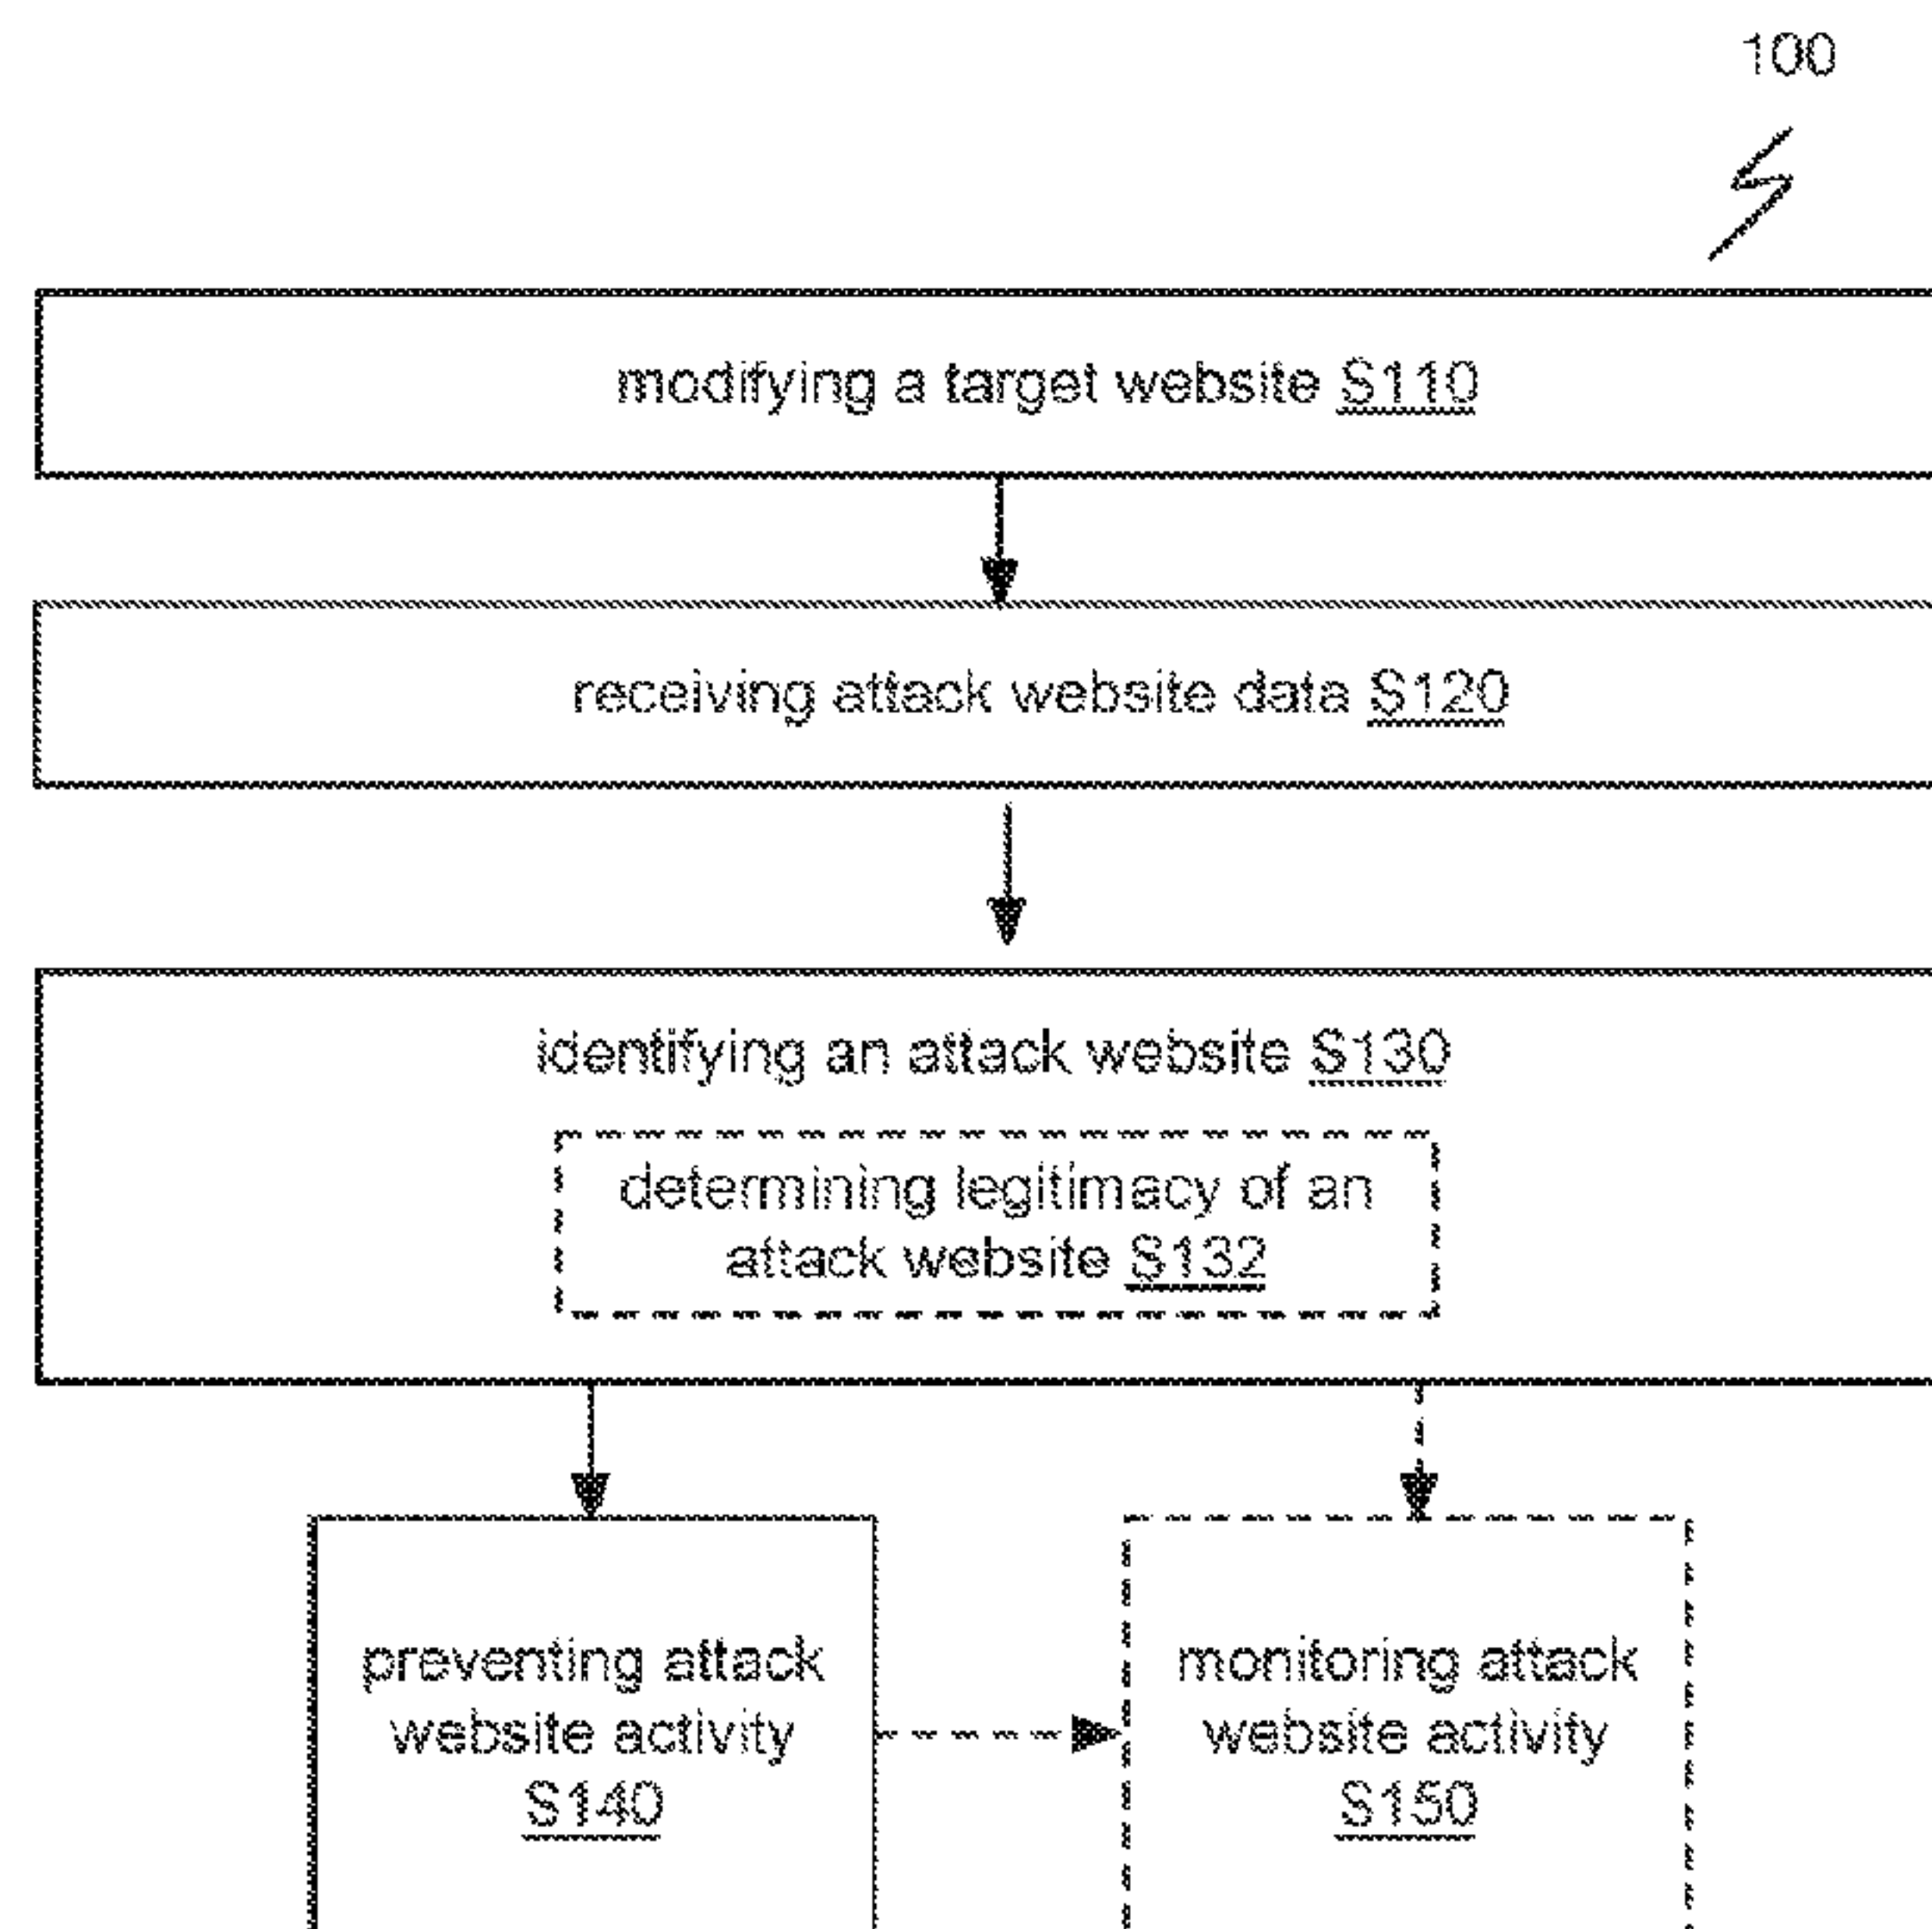 100
modifying a target website S110
receiving attack website data S120
identifying an attack website S130
determining legitimacy of an
attack website S132
preventing attack
website activity
S140
monitoring attack
website activity
S150